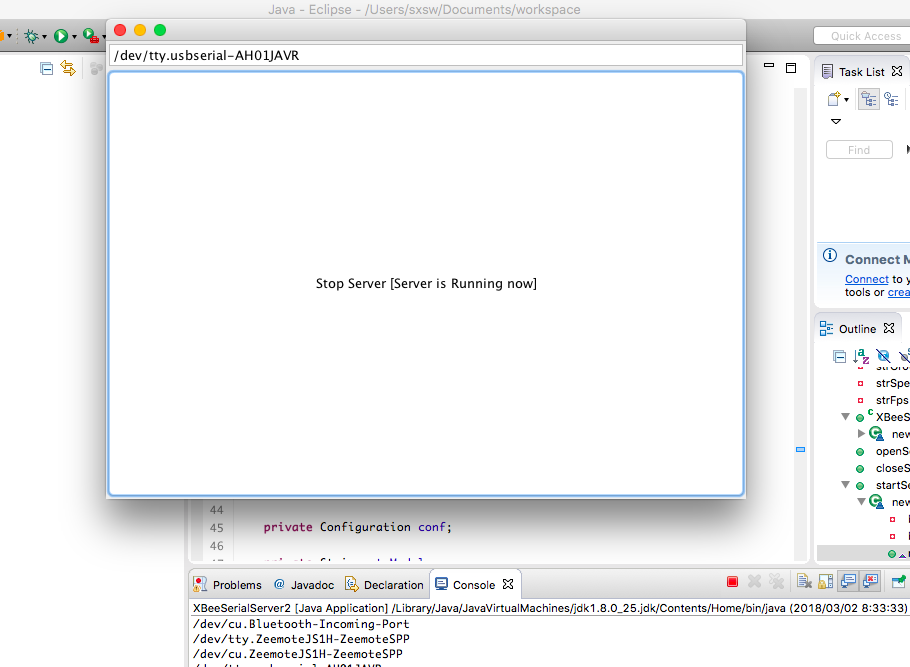 Java - Eclipse - /Users/sxsw/Documents/workspace
/dev/tty.usbserial-AH01JAVR
Quick Access
Task List
Find
Stop Server [Server is Running now]
Connect M
Connect to y
tools or crea
Outline
strSpe
strFps
XBeeS
new
openSe
closeS
startSe
new
44
45 private Configuration conf;
46
Problems @ Javadoc Declaration Console
XBeeSerialServer2 [Java Application] /Library/Java/JavaVirtualMachines/jdk1.8.0_25.jdk/Contents/Home/bin/java (2018/03/02 8:33:33)
/dev/cu.Bluetooth-Incoming-Port
/dev/tty.ZeemoteJS1H-ZeemoteSPP
/dev/cu.ZeemoteJS1H-ZeemoteSPP